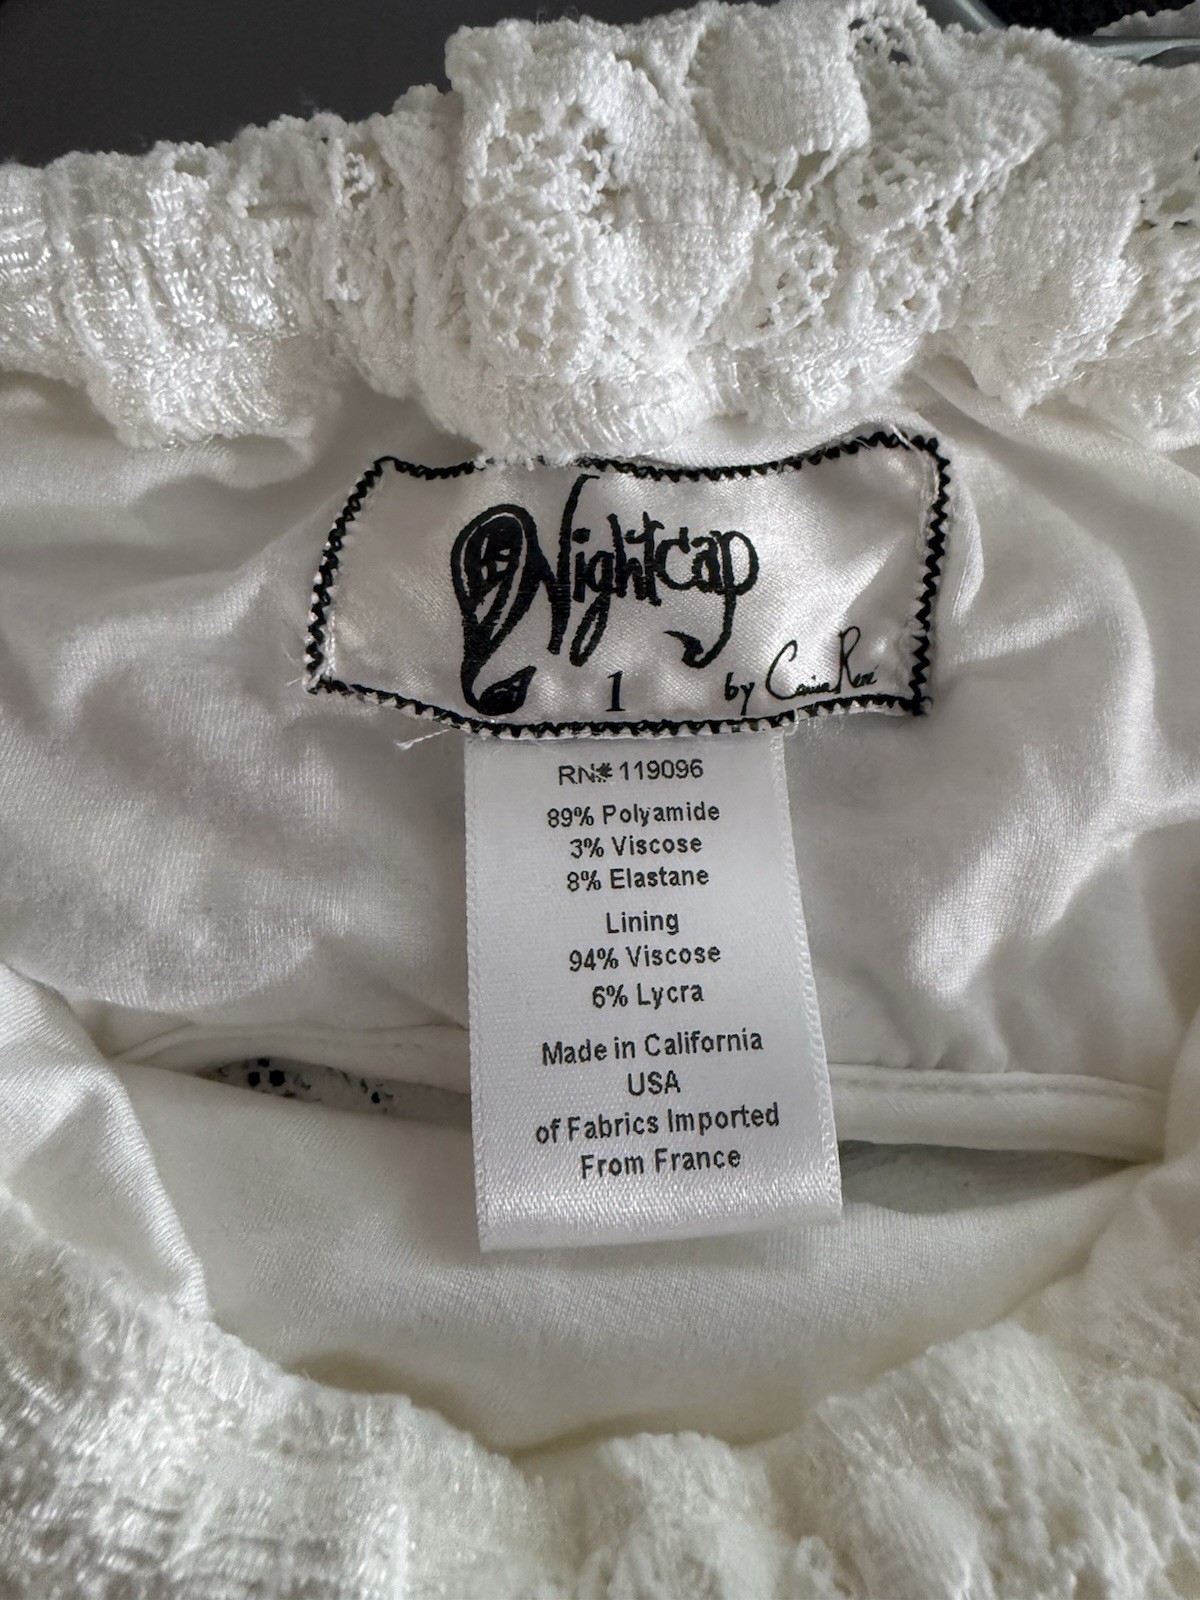 Nightcap
1
by Carisa René
RN# 119096
89% Polyamide
3% Viscose
8% Elastane
Lining
94% Viscose
6% Lycra
Made in California
USA
of Fabrics Imported
From France